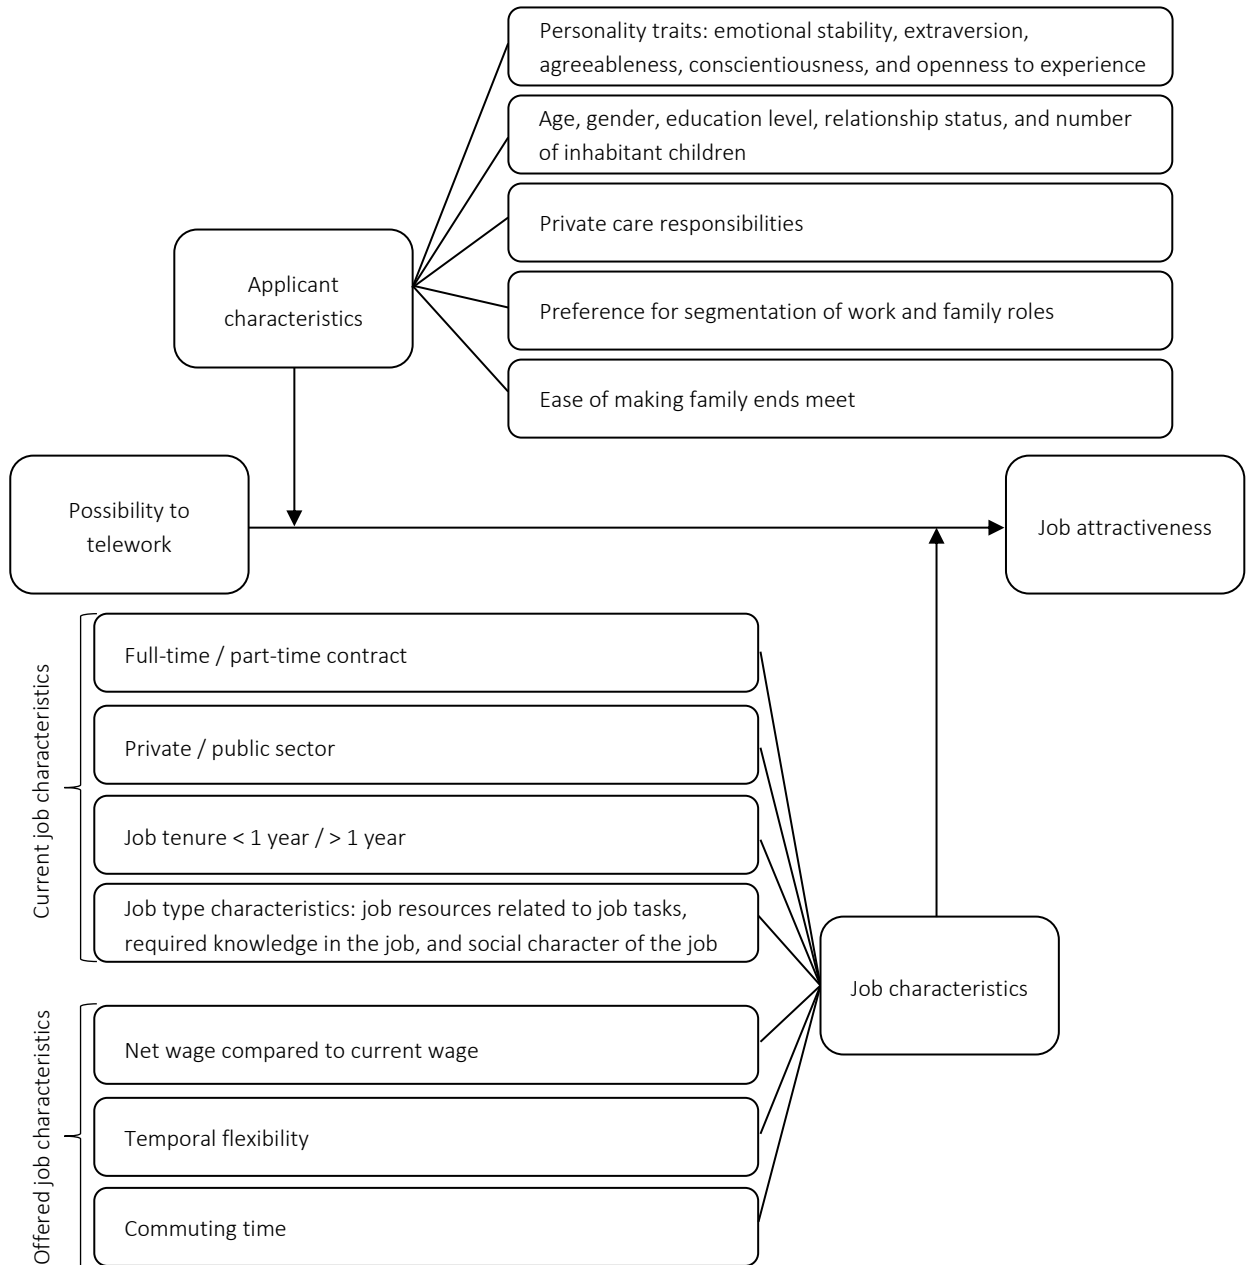 Personality traits: emotional stability, extraversion,
agreeableness, conscientiousness, and openness to experience
Age, gender, education level, relationship status, and number
of inhabitant children
Private care responsibilities
Applicant
characteristics
Preference for segmentation of work and family roles
Ease of making family ends meet
Possibility to
telework
Job attractiveness
Current job characteristics
Full-time / part-time contract
Private / public sector
Job tenure < 1 year / > 1 year
Job type characteristics: job resources related to job tasks,
required knowledge in the job, and social character of the job
Job characteristics
Offered job characteristics
Net wage compared to current wage
Temporal flexibility
Commuting time